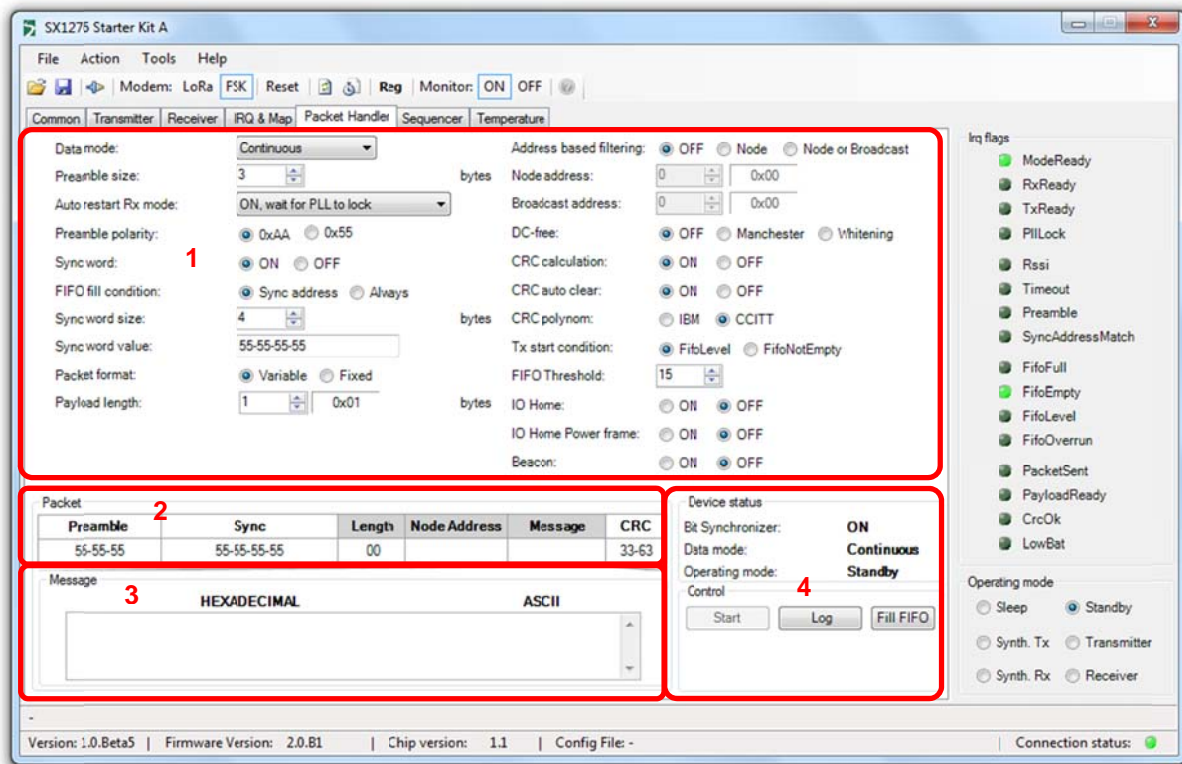 SX1275 Starter Kit A
File Action Tools Help
Modem: LoRa FSK Reset Reg Monitor: ON OFF
Common Transmitter Receiver IRQ & Map Packet Handler Sequencer Temperature
Data mode: Continuous
Preamble size: 3 bytes
Auto restart Rx mode: ON, wait for PLL to lock
Preamble polarity: 0xAA 0x55
1
Sync word: ON OFF
FIFO fill condition: Sync address Always
Sync word size: 4 bytes
Sync word value: 55-55-55-55
Packet format: Variable Fixed
Payload length: 1 0x01 bytes
Address based filtering: OFF Node Node or Broadcast
Node address: 0 0x00
Broadcast address: 0 0x00
DC-free: OFF Manchester Whitening
CRC calculation: ON OFF
CRC auto clear: ON OFF
CRC polynom: IBM CCITT
Tx start condition: FifoLevel FifoNotEmpty
FIFO Threshold: 15
IO Home: ON OFF
IO Home Power frame: ON OFF
Beacon: ON OFF
Packet
2
Preamble Sync Length Node Address Message CRC
55-55-55 55-55-55-55 00 33-63
Message
3
HEXADECIMAL ASCII
Device status
Bit Synchronizer: ON
Data mode: Continuous
Operating mode: Standby
4
Control
Start Log Fill FIFO
Irq flags
ModeReady
RxReady
TxReady
PllLock
Rssi
Timeout
Preamble
SyncAddressMatch
FifoFull
FifoEmpty
FifoLevel
FifoOverrun
PacketSent
PayloadReady
CrcOk
LowBat
Operating mode
Sleep Standby
Synth. Tx Transmitter
Synth. Rx Receiver
-
Version: 1.0.Beta5 | Firmware Version: 2.0.B1 | Chip version: 1.1 | Config File: - | Connection status: